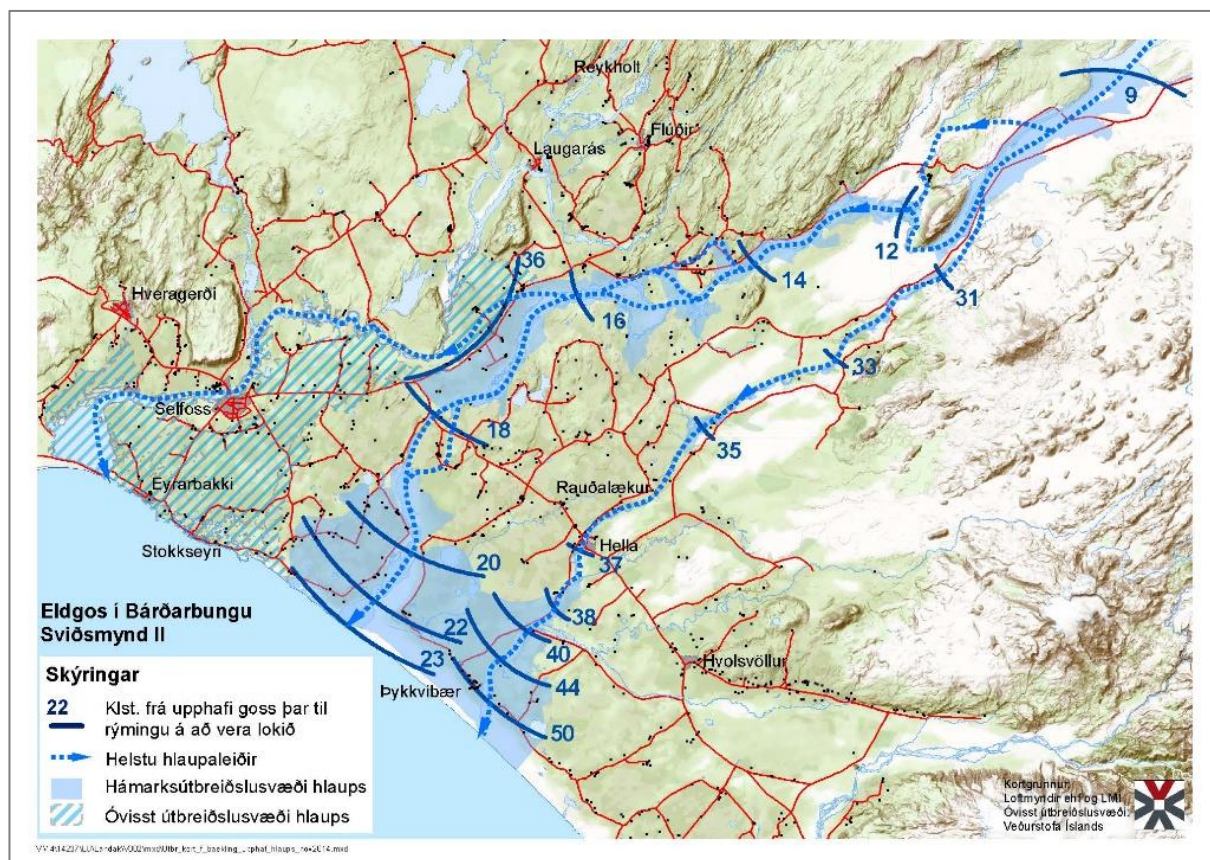 Reykholt
9
Flúðir
Laugarás
12
36
14
31
Hveragerði
16
33
Selfoss
18
35
Eyrarbakki
Rauðalækur
Stokkseyri
Hella
37
20
Eldgos í Bárðarbungu
Sviðsmynd II
38
22
40
23
Hvolsvöllur
44
Þykkvibær
50
Skýringar
22 Klst. frá upphafi goss þar til
rýmingu á að vera lokið
Helstu hlaupaleiðir
Hámarksútbreiðslusvæði hlaups
Óvisst útbreiðslusvæði hlaups
Kortgrunnur:
Loftmyndir ehf og LMÍ
Óvisst útbreiðslusvæði:
Veðurstofa Íslands